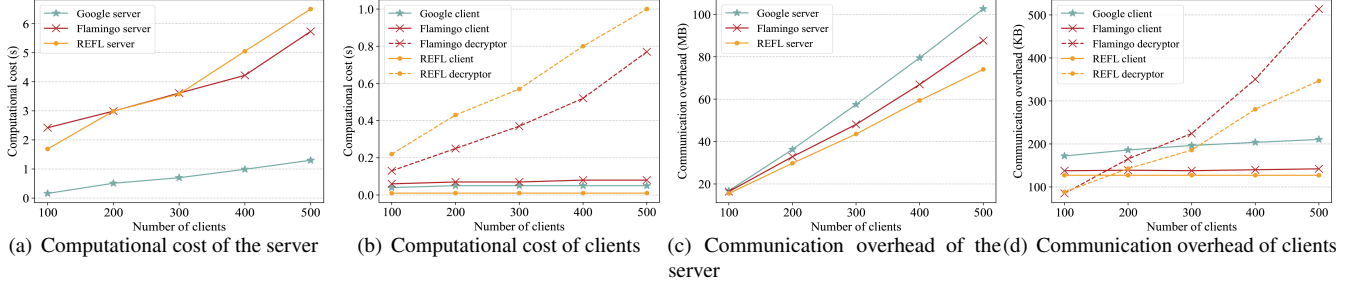 Google server
Flamingo server
REFL server
Computational cost (s)
6
5
4
3
2
1
0
100
200
300
400
500
Number of clients
(a) Computational cost of the server
Google client
Flamingo client
Flamingo decryptor
REFL client
REFL decryptor
Computational cost (s)
1.0
0.8
0.6
0.4
0.2
0.0
100
200
300
400
500
Number of clients
(b) Computational cost of clients
Google server
Flamingo server
REFL server
Communication overhead (MB)
100
80
60
40
20
100
200
300
400
500
Number of clients
(c) Communication overhead of the
server
Google client
Flamingo client
Flamingo decryptor
REFL client
REFL decryptor
Communication overhead (KB)
500
400
300
200
100
100
200
300
400
500
Number of clients
(d) Communication overhead of clients